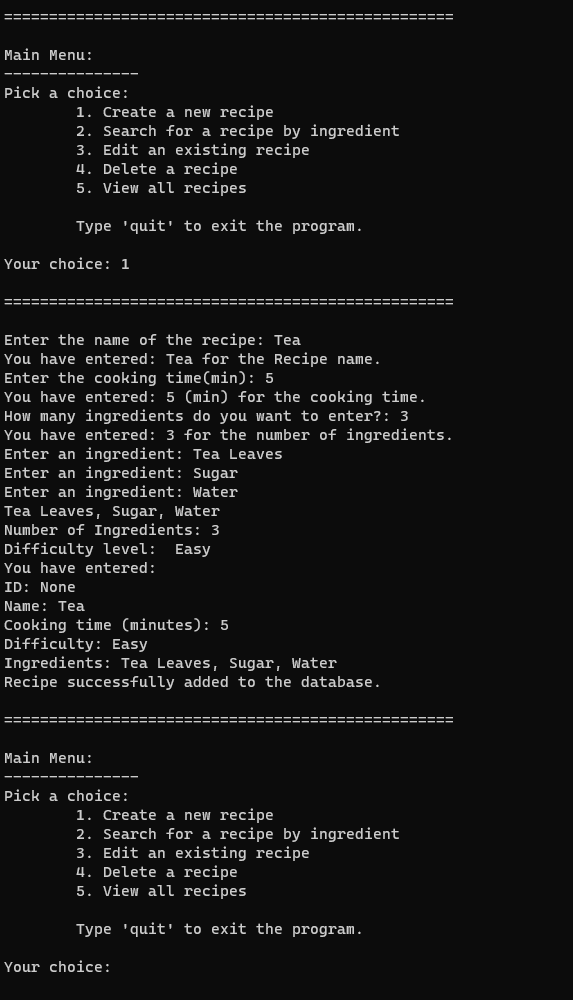 ==================================================
Main Menu:
---------------
Pick a choice:
1. Create a new recipe
2. Search for a recipe by ingredient
3. Edit an existing recipe
4. Delete a recipe
5. View all recipes
Type 'quit' to exit the program.
Your choice: 1
==================================================
Enter the name of the recipe: Tea
You have entered: Tea for the Recipe name.
Enter the cooking time(min): 5
You have entered: 5 (min) for the cooking time.
How many ingredients do you want to enter?: 3
You have entered: 3 for the number of ingredients.
Enter an ingredient: Tea Leaves
Enter an ingredient: Sugar
Enter an ingredient: Water
Tea Leaves, Sugar, Water
Number of Ingredients: 3
Difficulty level:  Easy
You have entered:
ID: None
Name: Tea
Cooking time (minutes): 5
Difficulty: Easy
Ingredients: Tea Leaves, Sugar, Water
Recipe successfully added to the database.
==================================================
Main Menu:
---------------
Pick a choice:
1. Create a new recipe
2. Search for a recipe by ingredient
3. Edit an existing recipe
4. Delete a recipe
5. View all recipes
Type 'quit' to exit the program.
Your choice: